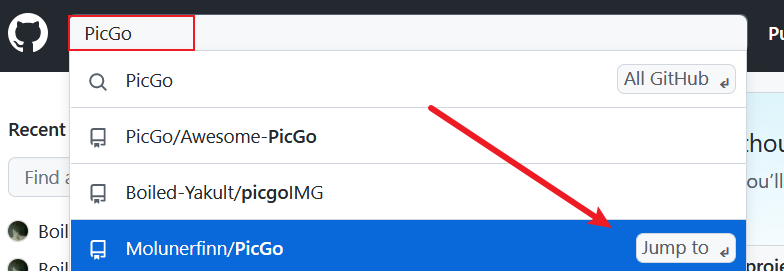 PicGo
Pu
PicGo All GitHub
Recent
PicGo/Awesome-PicGo
thou
Find a
Boiled-Yakult/picgoIMG
ou'll
Boil
Molunerfinn/PicGo Jump to
Boile
proje